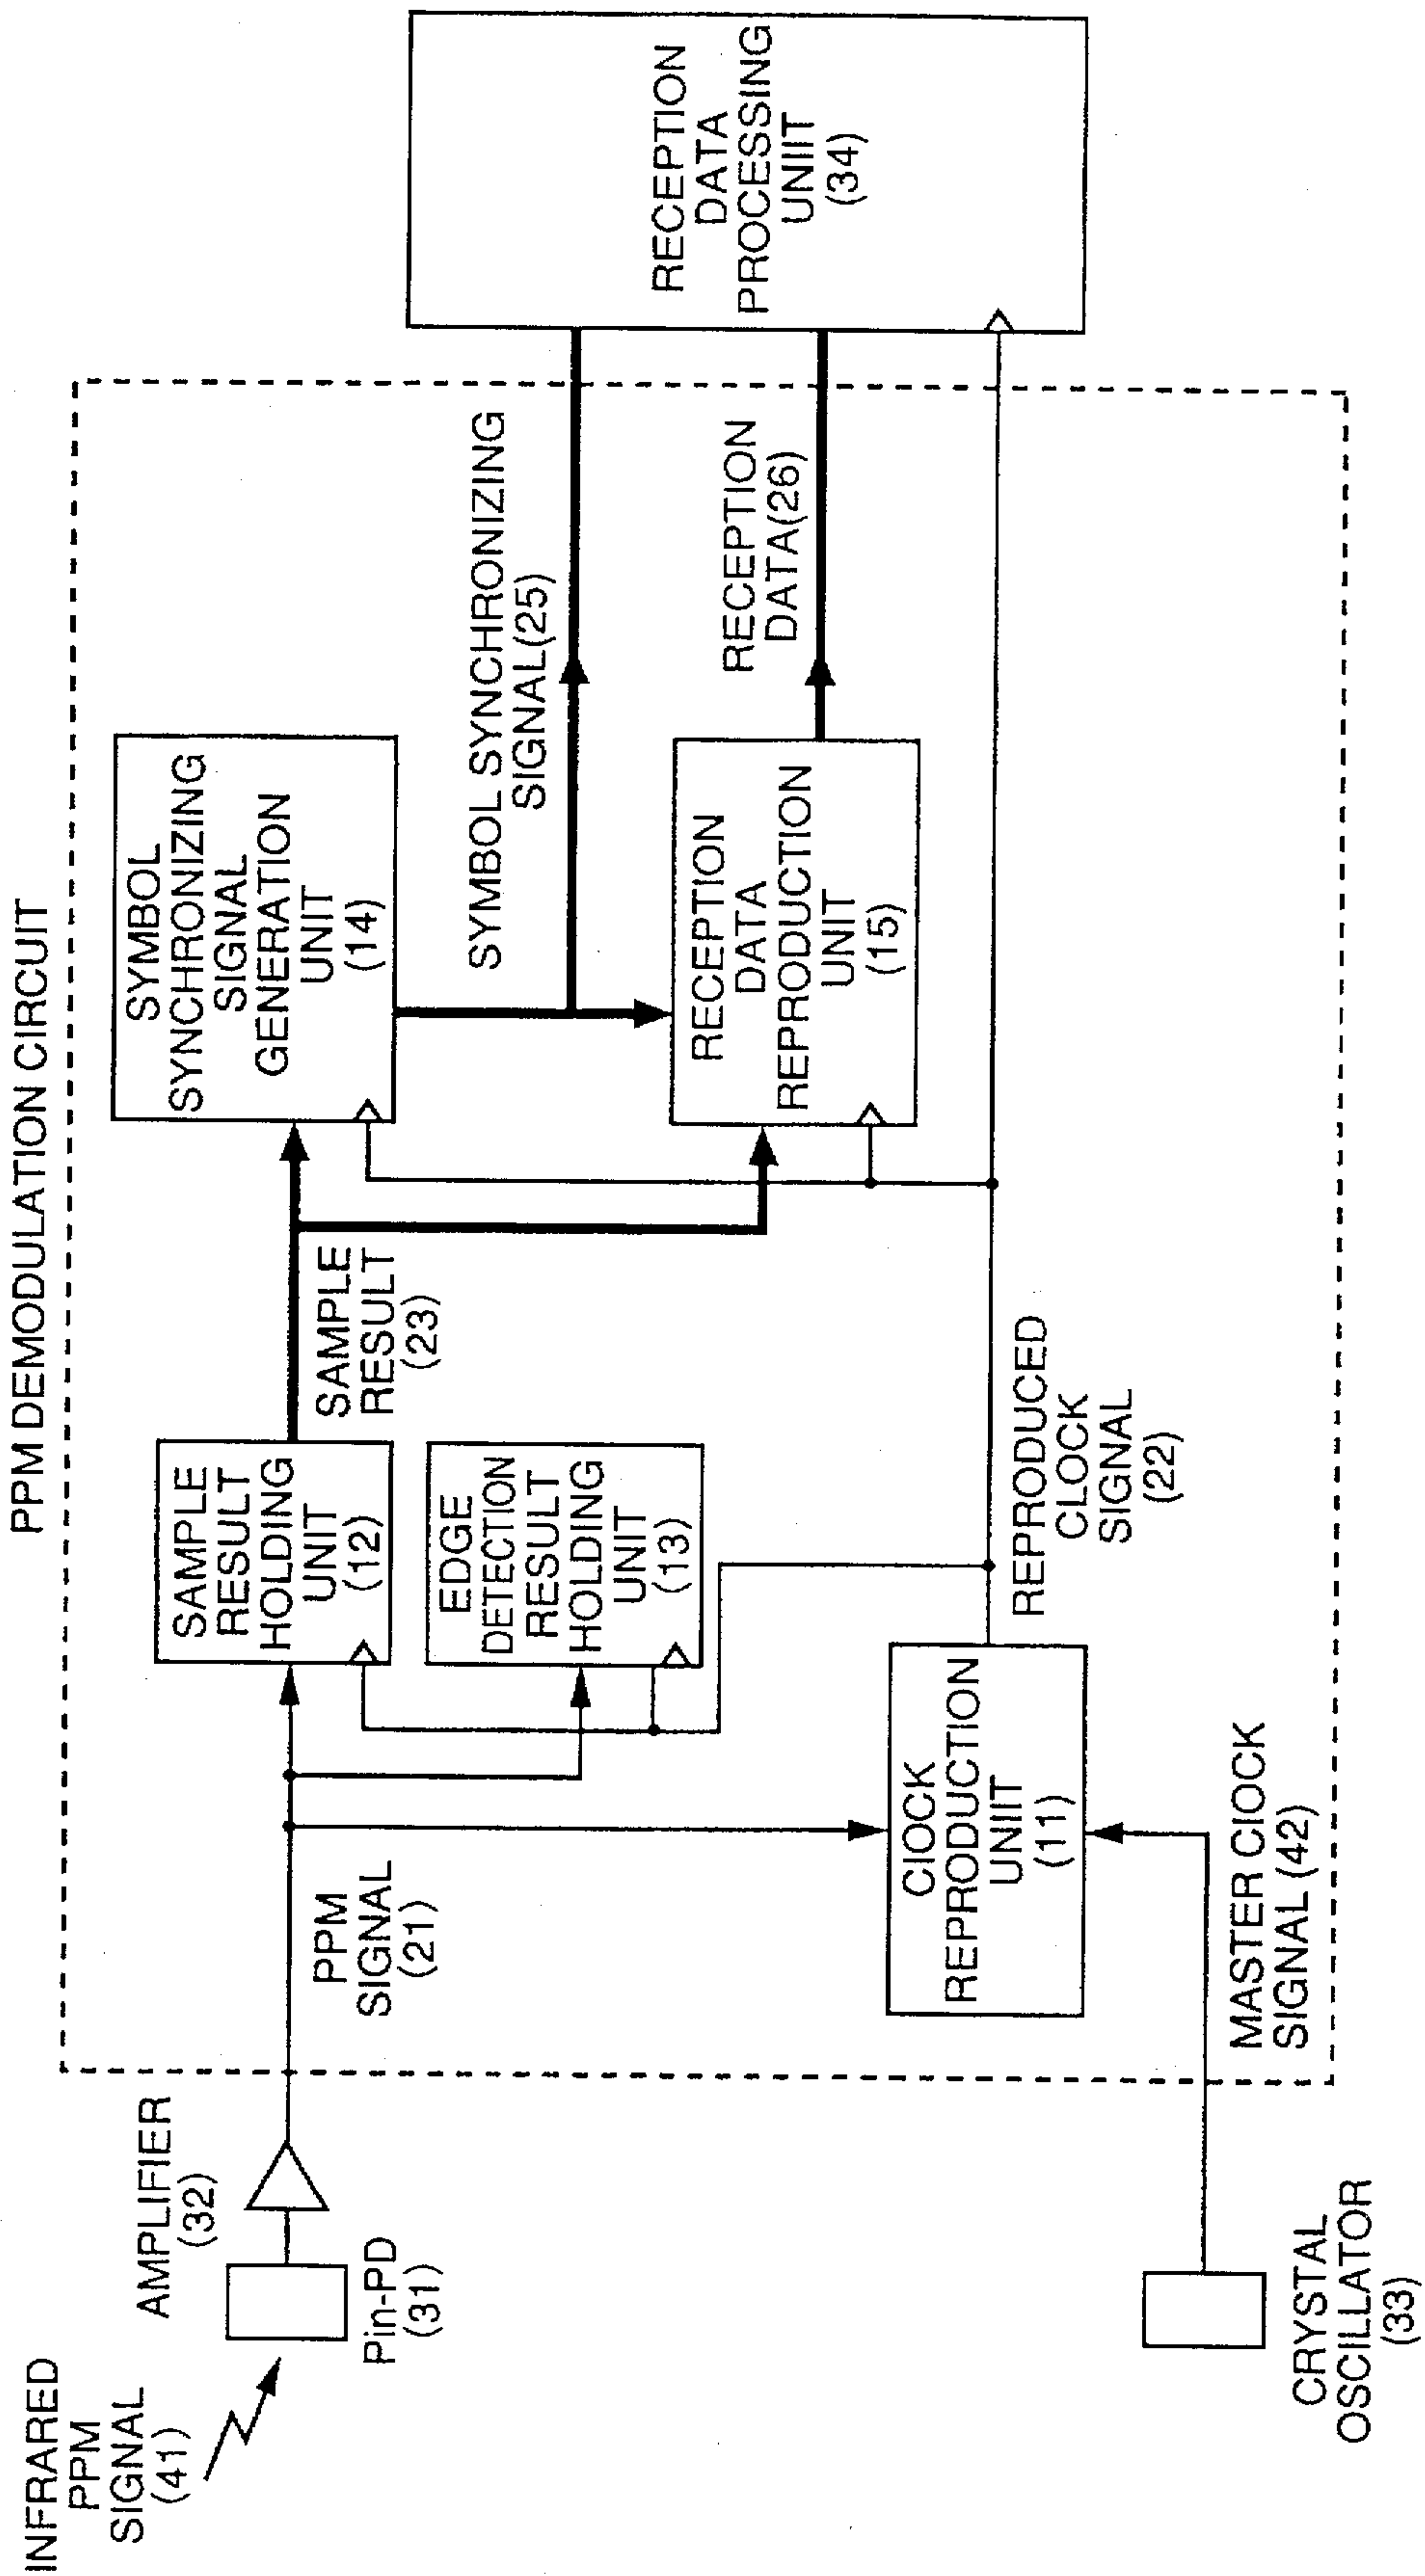 PPM DEMODULATION CIRCUIT
INFRARED
PPM
SIGNAL
(41)
AMPLIFIER
(32)
Pin-PD
(31)
PPM
SIGNAL
(21)
SAMPLE
RESULT
HOLDING
UNIT
(12)
EDGE
DETECTION
RESULT
HOLDING
UNIT
(13)
SAMPLE
RESULT
(23)
SYMBOL
SYNCHRONIZING
SIGNAL
GENERATION
UNIT
(14)
SYMBOL SYNCHRONIZING
SIGNAL(25)
RECEPTION
DATA
REPRODUCTION
UNIT
(15)
RECEPTION
DATA(26)
RECEPTION
DATA
PROCESSING
UNIIT
(34)
CIOCK
REPRODUCTION
UNIIT
(11)
REPRODUCED
CLOCK
SIGNAL
(22)
MASTER CIOCK
SIGNAL (42)
CRYSTAL
OSCILLATOR
(33)